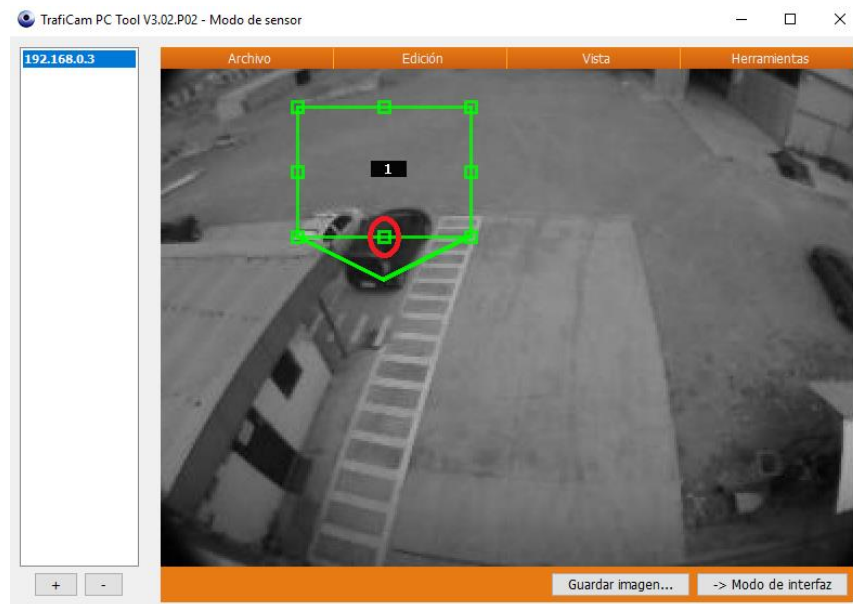 TrafiCam PC Tool V3.02.P02 - Modo de sensor
192.168.0.3
Archivo Edición Vista Herramientas
1
+ - Guardar imagen... -> Modo de interfaz